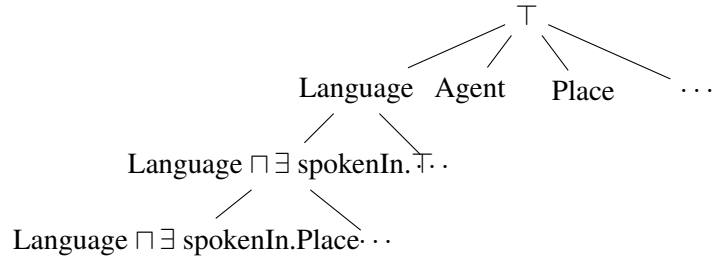 ⊤
Language Agent Place ···
Language ⊓ ∃ spokenIn.⊤ ···
Language ⊓ ∃ spokenIn.Place ···